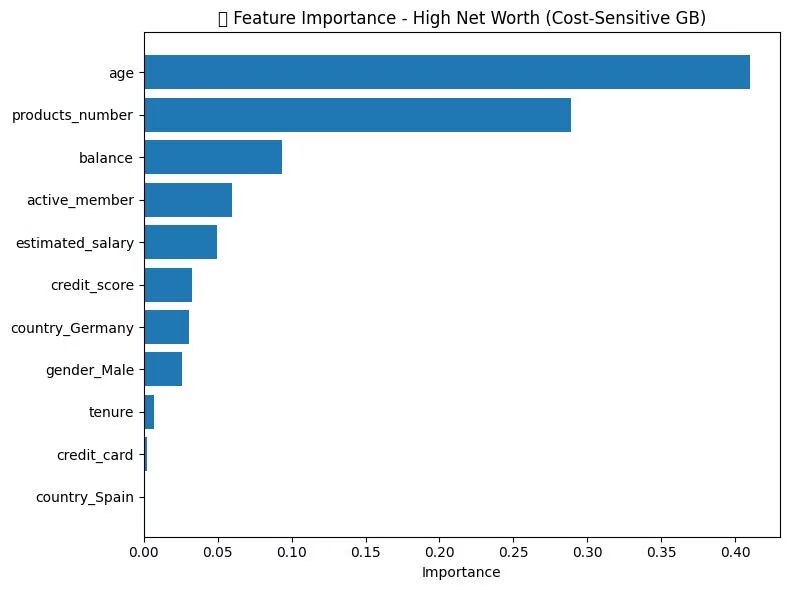 Feature Importance - High Net Worth (Cost-Sensitive GB)
age
products_number
balance
active_member
estimated_salary
credit_score
country_Germany
gender_Male
tenure
credit_card
country_Spain
0.00 0.05 0.10 0.15 0.20 0.25 0.30 0.35 0.40
Importance